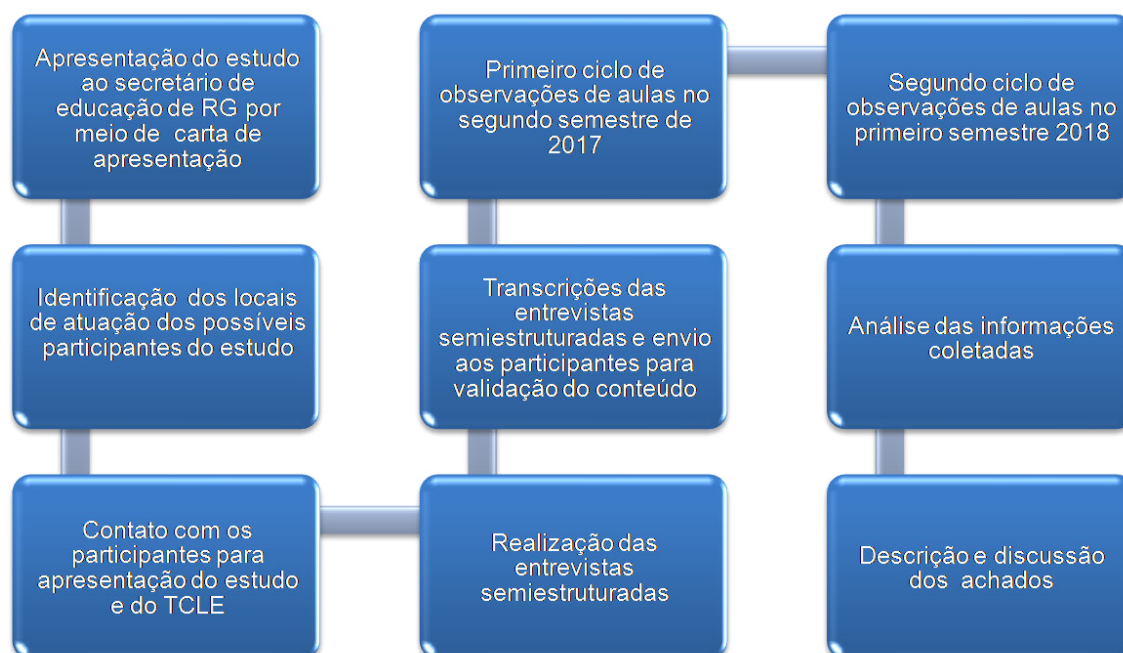 Apresentação do estudo
ao secretário de
educação de RG por
meio de carta de
apresentação
Identificação dos locais
de atuação dos possíveis
participantes do estudo
Contato com os
participantes para
apresentação do estudo
e do TCLE
Realização das
entrevistas
semiestruturadas
Transcrições das
entrevistas
semiestruturadas e envio
aos participantes para
validação do conteúdo
Primeiro ciclo de
observações de aulas no
segundo semestre de
2017
Segundo ciclo de
observações de aulas no
primeiro semestre 2018
Análise das informações
coletadas
Descrição e discussão
dos achados